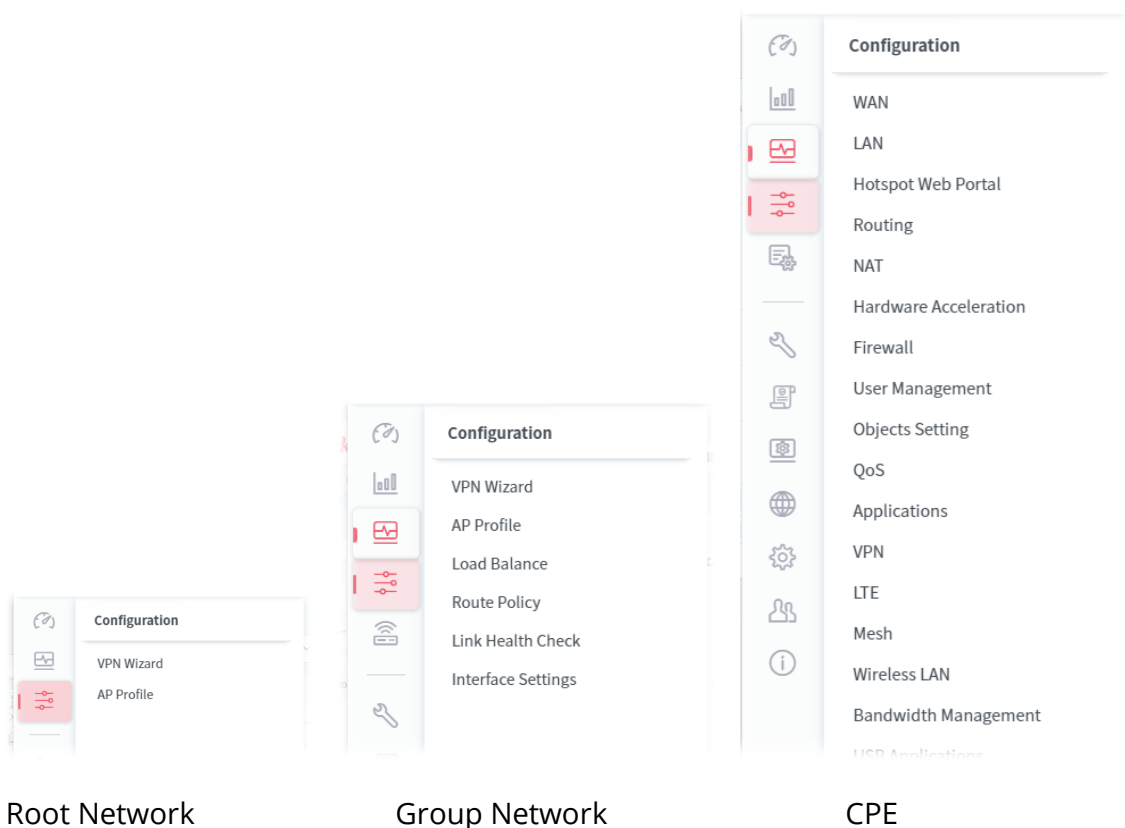 Configuration
WAN
LAN
Hotspot Web Portal
Routing
NAT
Hardware Acceleration
Firewall
User Management
Objects Setting
QoS
Applications
VPN
LTE
Mesh
Wireless LAN
Bandwidth Management
USB Applications
Configuration
VPN Wizard
AP Profile
Load Balance
Route Policy
Link Health Check
Interface Settings
Configuration
VPN Wizard
AP Profile
Root Network
Group Network
CPE